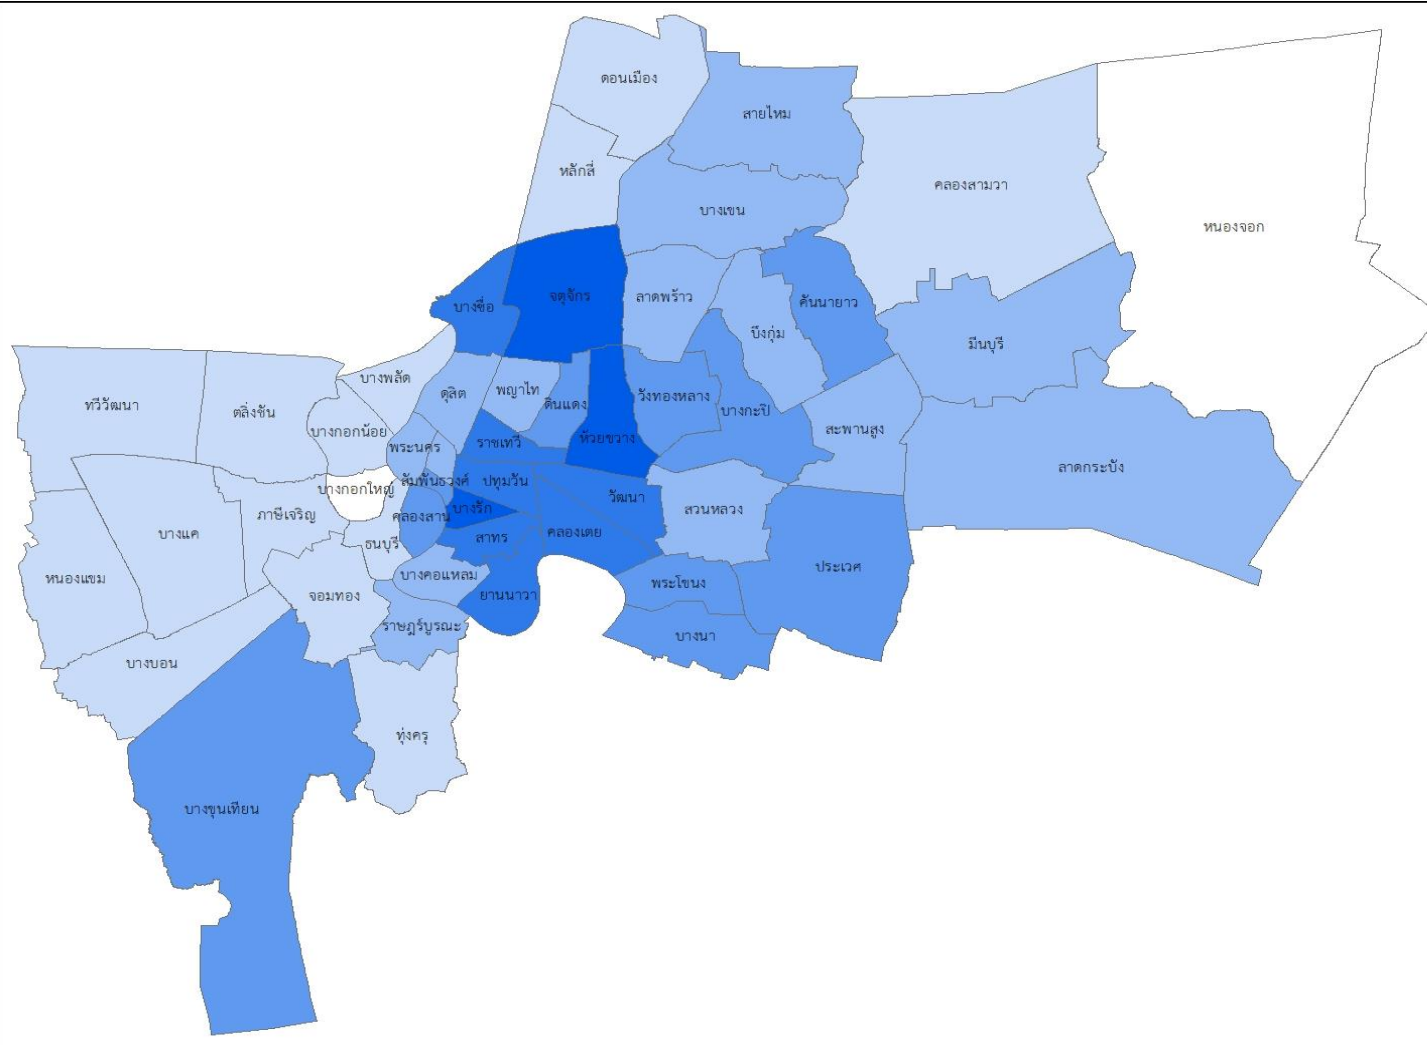 ดอนเมือง
สายไหม
หลักสี่
คลองสามวา
บางเขน
หนองจอก
บางซื่อ
จตุจักร
ลาดพร้าว
คันนายาว
บึงกุ่ม
มีนบุรี
บางพลัด
ดุสิต
พญาไท
ดินแดง
วังทองหลาง
บางกะปิ
ทวีวัฒนา
ตลิ่งชัน
บางกอกน้อย
พระนคร
ราชเทวี
ห้วยขวาง
สะพานสูง
ลาดกระบัง
บางกอกใหญ่
สัมพันธวงศ์
ปทุมวัน
วัฒนา
บางรัก
สวนหลวง
ภาษีเจริญ
คลองสาน
บางแค
ธนบุรี
สาทร
คลองเตย
ประเวศ
หนองแขม
บางคอแหลม
พระโขนง
จอมทอง
ยานนาวา
ราษฎร์บูรณะ
บางนา
บางบอน
ทุ่งครุ
บางขุนเทียน